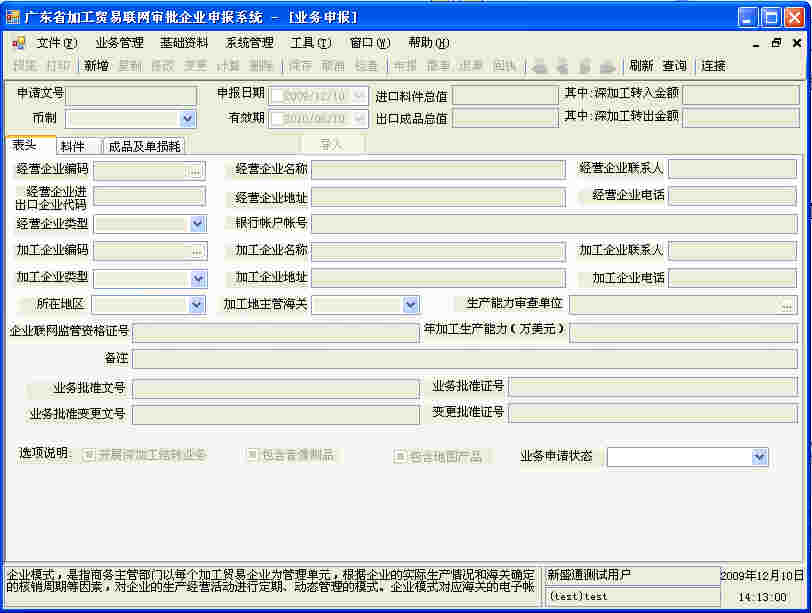 广东省加工贸易联网审批企业申报系统 - [业务申报]
文件(F) 业务管理 基础资料 系统管理 工具(T) 窗口(W) 帮助(H)
预览 打印 新增 复制 修改 变更 计算 删除 保存 取消 检查 申报 撤单 退单 回执 刷新 查询 连接
申请文号 申报日期 2009/12/10 进口料件总值 其中:深加工转入金额
币制 有效期 2010/06/10 出口成品总值 其中:深加工转出金额
表头 料件 成品及单损耗 导入
经营企业编码 ... 经营企业名称 经营企业联系人
经营企业进
出口企业代码 经营企业地址 经营企业电话
经营企业类型 银行帐户帐号
加工企业编码 ... 加工企业名称 加工企业联系人
加工企业类型 加工企业地址 加工企业电话
所在地区 加工地主管海关 生产能力审查单位 ...
企业联网监管资格证号 年加工生产能力(万美元)
备注
业务批准文号 业务批准证号
业务批准变更文号 变更批准证号
选项说明: 开展深加工结转业务 包含音像制品 包含地图产品 业务申请状态
企业模式,是指商务主管部门以每个加工贸易企业为管理单元,根据企业的实际生产情况和海关确定
的核销周期等因素,对企业的生产经营活动进行定期、动态管理的模式。企业模式对应海关的电子帐
新盛通测试用户
(test)test
2009年12月10日
14:13:00